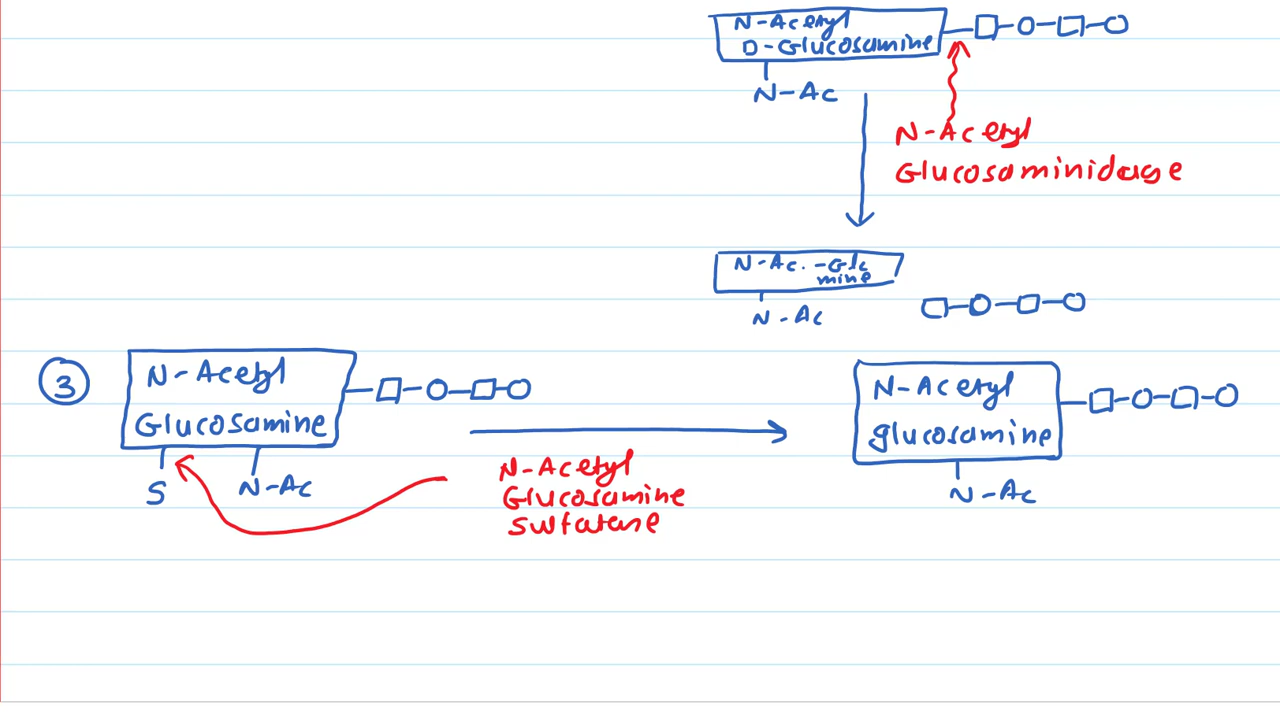 N-Acetyl
D-Glucosamine
N-Ac
N-Acetyl
Glucosaminidase
N-Ac. -Glc
mine
N-Ac
3
N-Acetyl
Glucosamine
S
N-Ac
N-Acetyl
Glucosamine
sulfatase
N-Acetyl
glucosamine
N-Ac